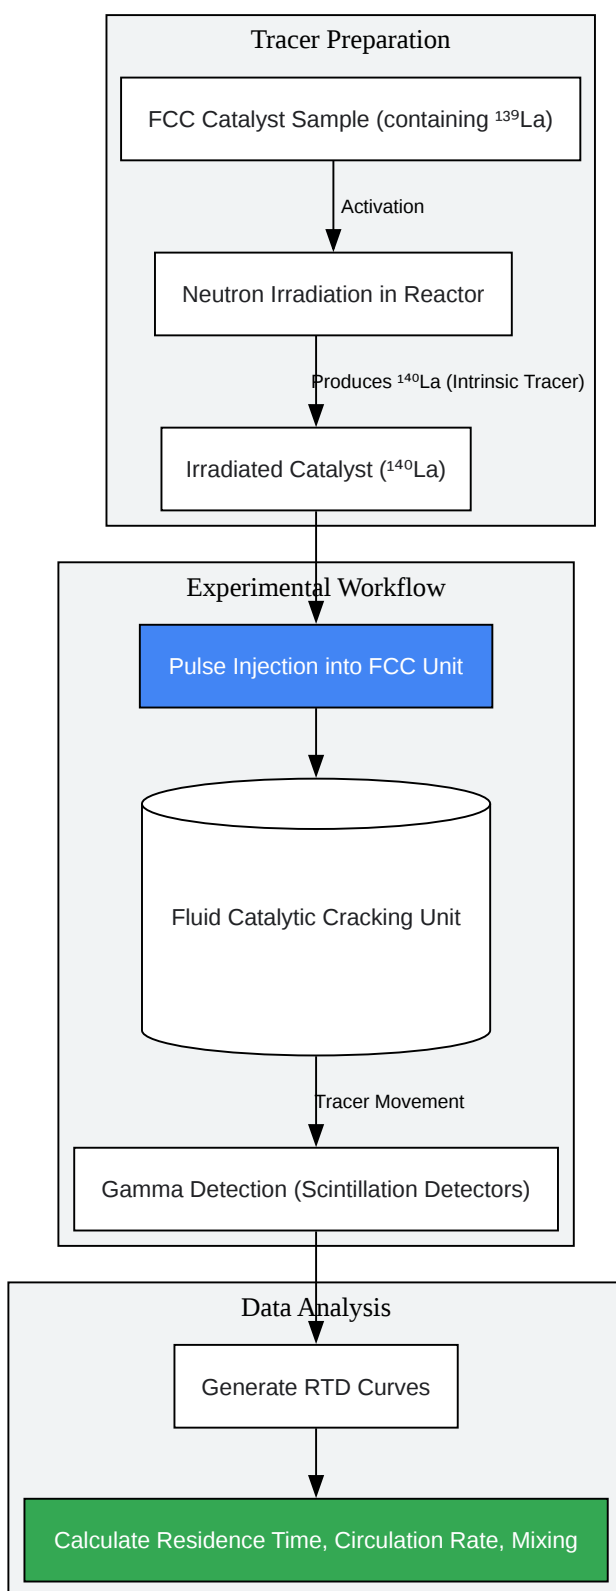 Tracer Preparation
FCC Catalyst Sample (containing ¹³⁹La)
Activation
Neutron Irradiation in Reactor
Produces ¹⁴⁰La (Intrinsic Tracer)
Irradiated Catalyst (¹⁴⁰La)
Experimental Workflow
Pulse Injection into FCC Unit
Fluid Catalytic Cracking Unit
Tracer Movement
Gamma Detection (Scintillation Detectors)
Data Analysis
Generate RTD Curves
Calculate Residence Time, Circulation Rate, Mixing